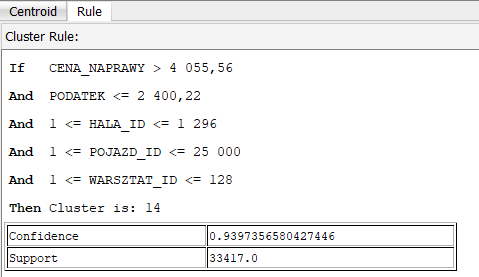 Centroid Rule
Cluster Rule:
If CENA_NAPRAWY > 4 055,56
And PODATEK <= 2 400,22
And 1 <= HALA_ID <= 1 296
And 1 <= POJAZD_ID <= 25 000
And 1 <= WARSZTAT_ID <= 128
Then Cluster is: 14
Confidence 0.9397356580427446
Support 33417.0